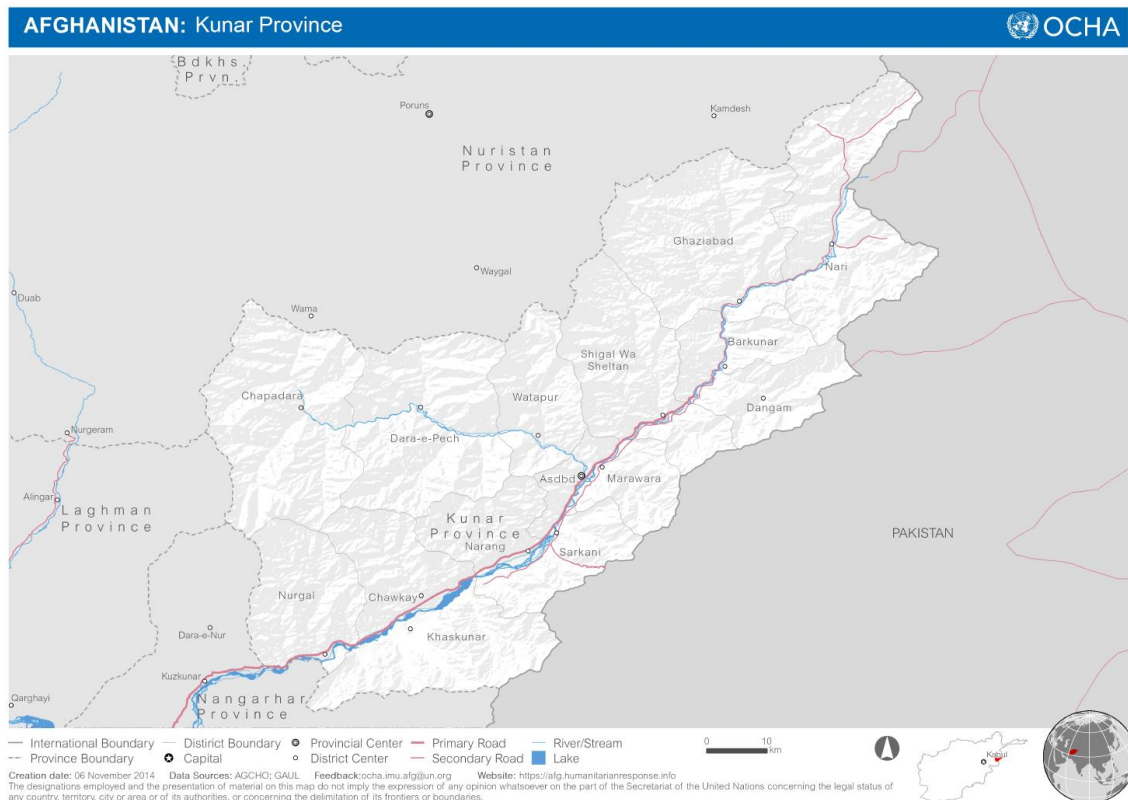 AFGHANISTAN: Kunar Province
OCHA
Bdkhs.
Prvn.
Poruns
Kamdesh
Nuristan
Province
Ghaziabad
Waygal
Nari
Duab
Wama
Barkunar
Shigal Wa
Sheltan
Chapadara
Watapur
Dangam
Nurgeram
Dara-e-Pech
Asdbd
Marawara
Alingar
Laghman
Province
Kunar
Province
PAKISTAN
Narang
Sarkani
Nurgal
Chawkay
Dara-e-Nur
Khaskunar
Kuzkunar
Qarghayi
Nangarhar
Province
International Boundary
District Boundary
Provincial Center
Primary Road
River/Stream
Province Boundary
Capital
District Center
Secondary Road
Lake
0 10
km
Kabul
Creation date: 06 November 2014 Data Sources: AGCHO; GAUL Feedback:ocha.imu.afg@un.org Website: https://afg.humanitarianresponse.info
The designations employed and the presentation of material on this map do not imply the expression of any opinion whatsoever on the part of the Secretariat of the United Nations concerning the legal status of
any country, territory, city or area or of its authorities, or concerning the delimitation of its frontiers or boundaries.